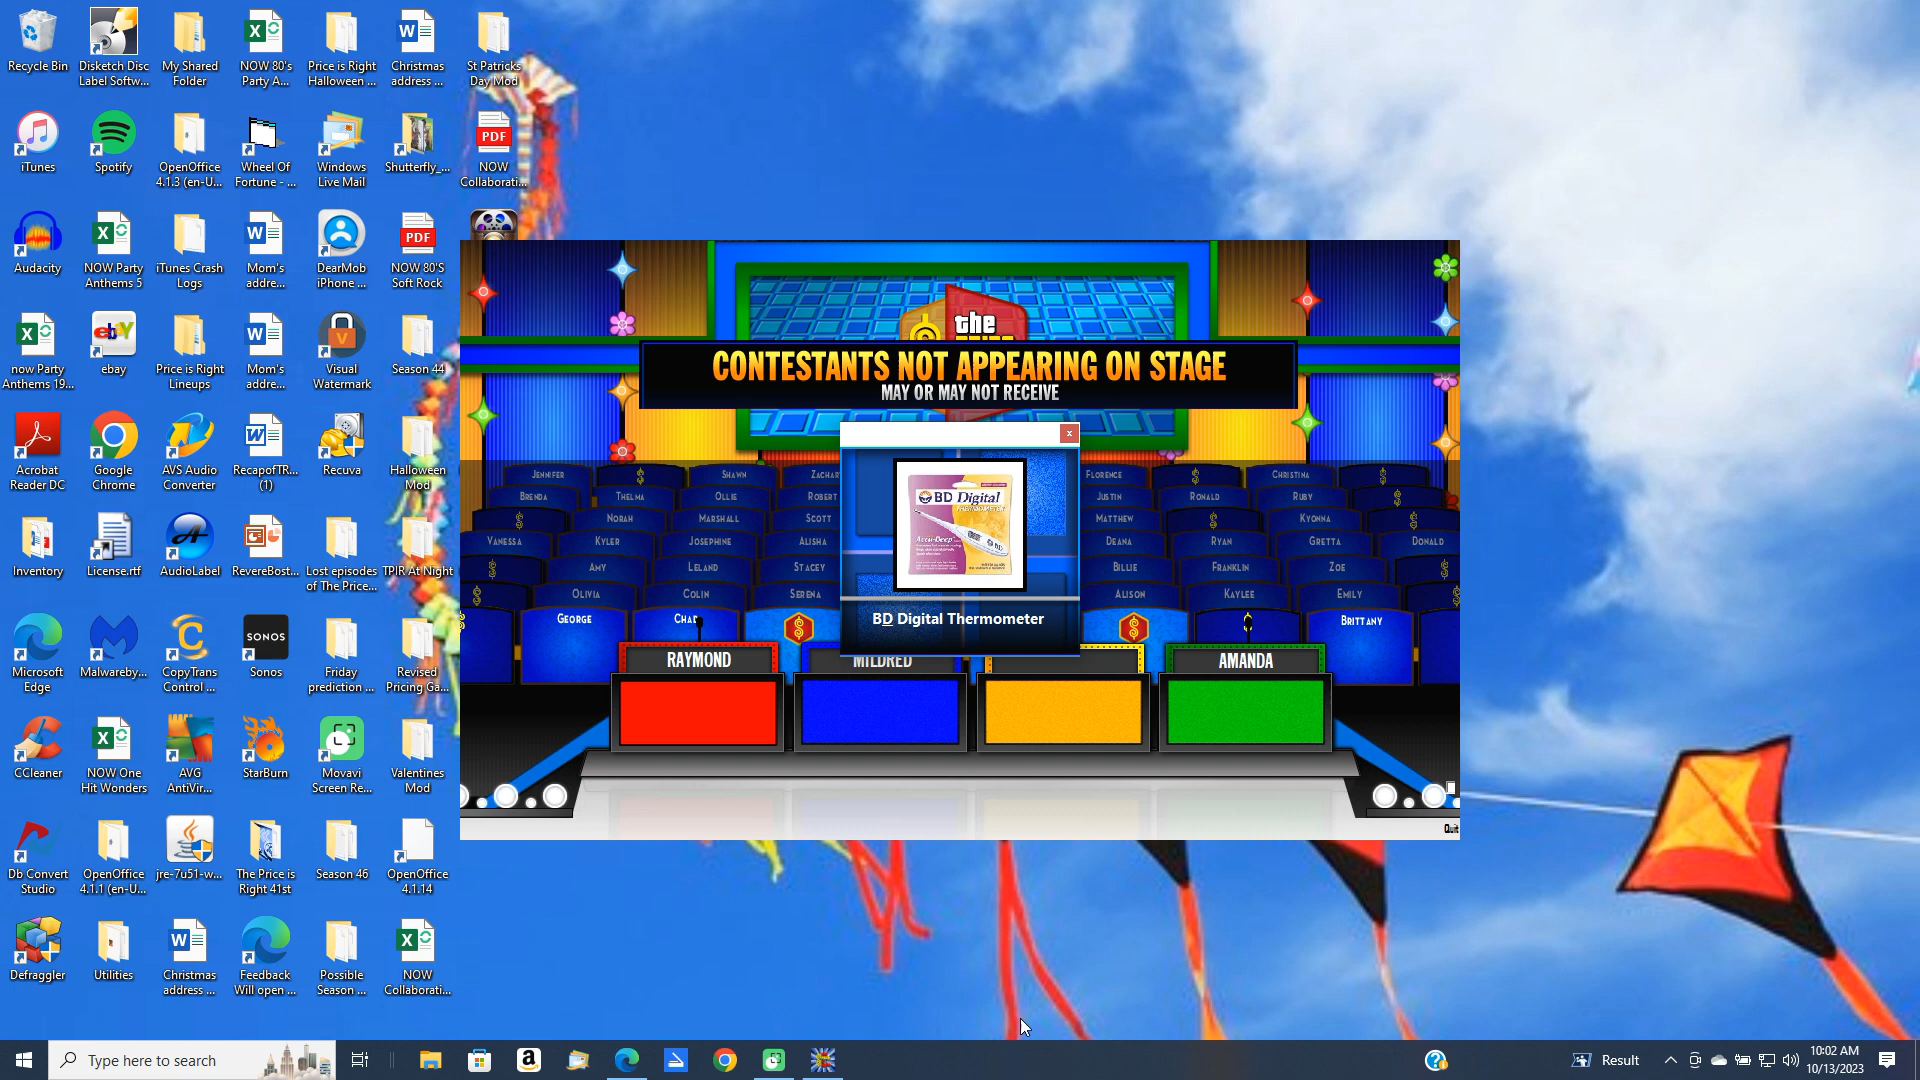 Recycle Bin
Disketch Disc
Label Softw...
My Shared
Folder
NOW 80's
Party A...
Price is Right
Halloween ...
Christmas
address ...
St Patricks
Day Mod
iTunes
Spotify
OpenOffice
4.1.3 (en-U...
Wheel Of
Fortune - ...
Windows
Live Mail
Shutterfly_...
PDF
NOW
Collaborati...
Audacity
NOW Party
Anthems 5
iTunes Crash
Logs
Mom's
addre...
DearMob
iPhone ...
PDF
NOW 80'S
Soft Rock
now Party
Anthems 19...
ebay
ebay
Price is Right
Lineups
Mom's
addre...
Visual
Watermark
Season 44
Acrobat
Reader DC
Google
Chrome
AVS Audio
Converter
RecapofTR...
(1)
Recuva
Halloween
Mod
Inventory
License.rtf
AudioLabel
RevereBost...
Lost episodes
of The Price...
TPIR At Night
Microsoft
Edge
Malwareby...
CopyTrans
Control ...
SONOS
Sonos
Friday
prediction ...
Revised
Pricing Ga...
CCleaner
NOW One
Hit Wonders
AVG
AntiVir...
StarBurn
Movavi
Screen Re...
Valentines
Mod
Db Convert
Studio
OpenOffice
4.1.1 (en-U...
jre-7u51-w...
The Price is
Right 41st
Season 46
OpenOffice
4.1.14
Defraggler
Utilities
Christmas
address ...
Feedback
Will open ...
Possible
Season ...
NOW
Collaborati...
the
CONTESTANTS NOT APPEARING ON STAGE
MAY OR MAY NOT RECEIVE
x
BD Digital
THERMOMETER
Accu-Beep
BD Digital Thermometer
JENNIFER
SHAWN
ZACHAR
FLORENCE
CHRISTINA
BRENDA
THELMA
OLLIE
ROBERT
JUSTIN
RONALD
RUBY
NORAH
MARSHALL
SCOTT
MATTHEW
KYONNA
VANESSA
KYLER
JOSEPHINE
ALISHA
DEANA
RYAN
GRETTA
DONALD
AMY
LELAND
STACEY
BILLIE
FRANKLIN
ZOE
OLIVIA
COLIN
SERENA
ALISON
KAYLEE
EMILY
GEORGE
CHAD
BRITTANY
RAYMOND
MILDRED
AMANDA
Quit
Type here to search
Result
10:02 AM
10/13/2023